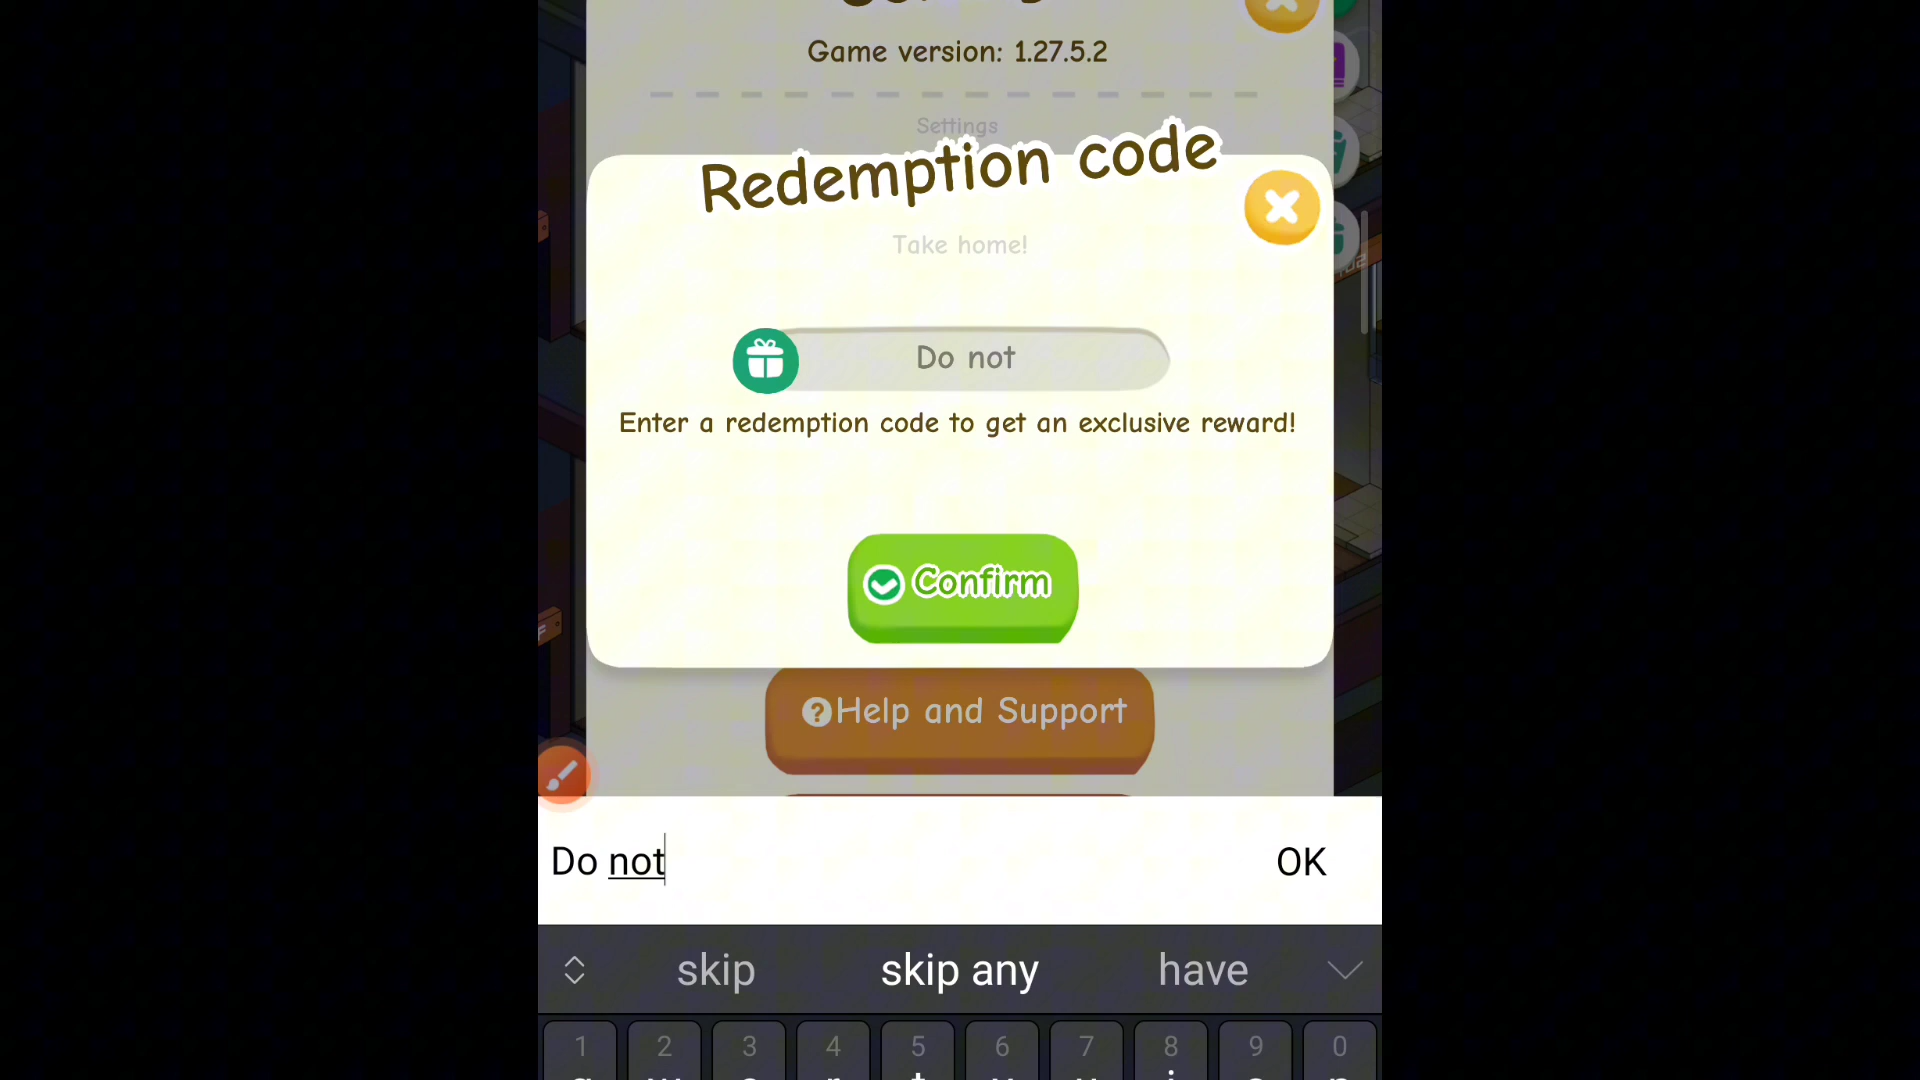 Game version: 1.27.5.2
Settings
Redemption code
Take home!
Do not
Enter a redemption code to get an exclusive reward!
Confirm
Help and Support
Do not
OK
skip
skip any
have
1 2 3 4 5 6 7 8 9 0